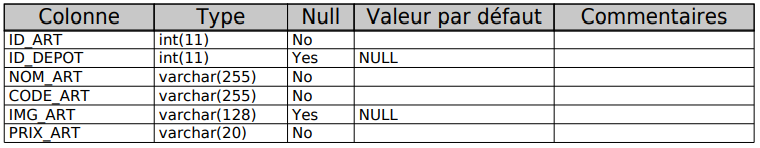 Colonne Type Null Valeur par défaut Commentaires
ID_ART int(11) No
ID_DEPOT int(11) Yes NULL
NOM_ART varchar(255) No
CODE_ART varchar(255) No
IMG_ART varchar(128) Yes NULL
PRIX_ART varchar(20) No